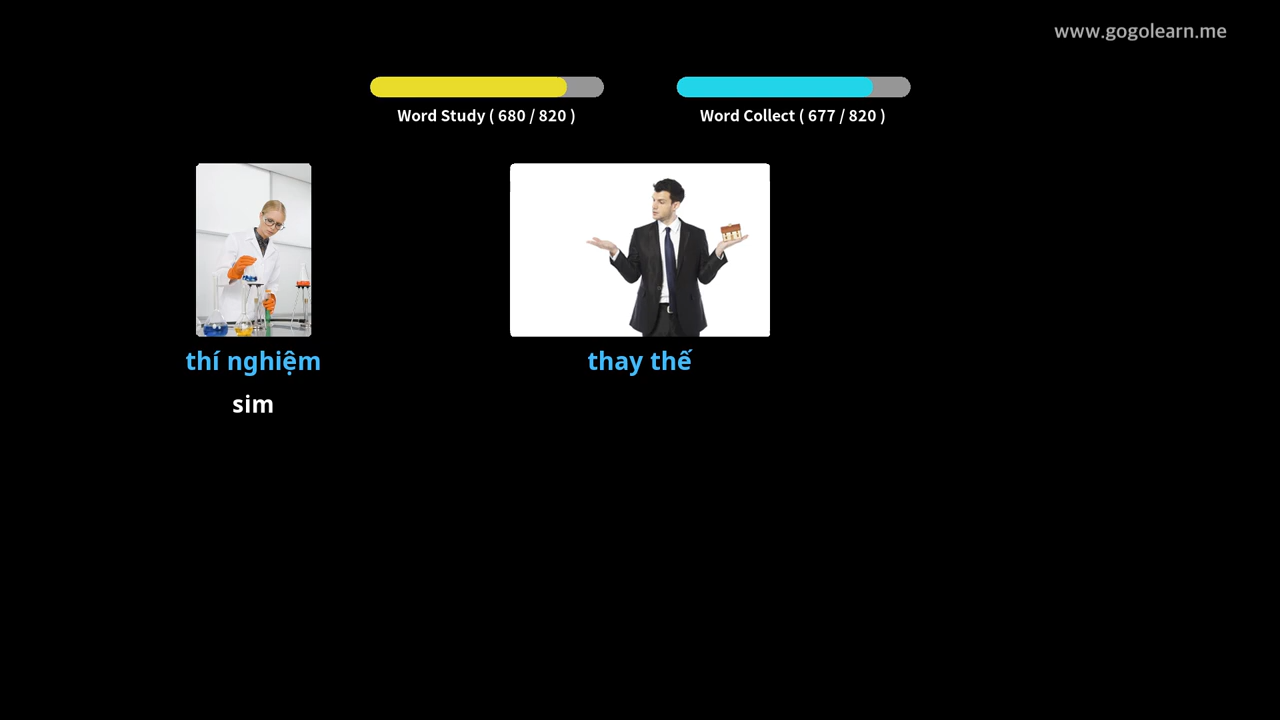 www.gogolearn.me
Word Study ( 680 / 820 )
Word Collect ( 677 / 820 )
thí nghiệm
thay thế
sim